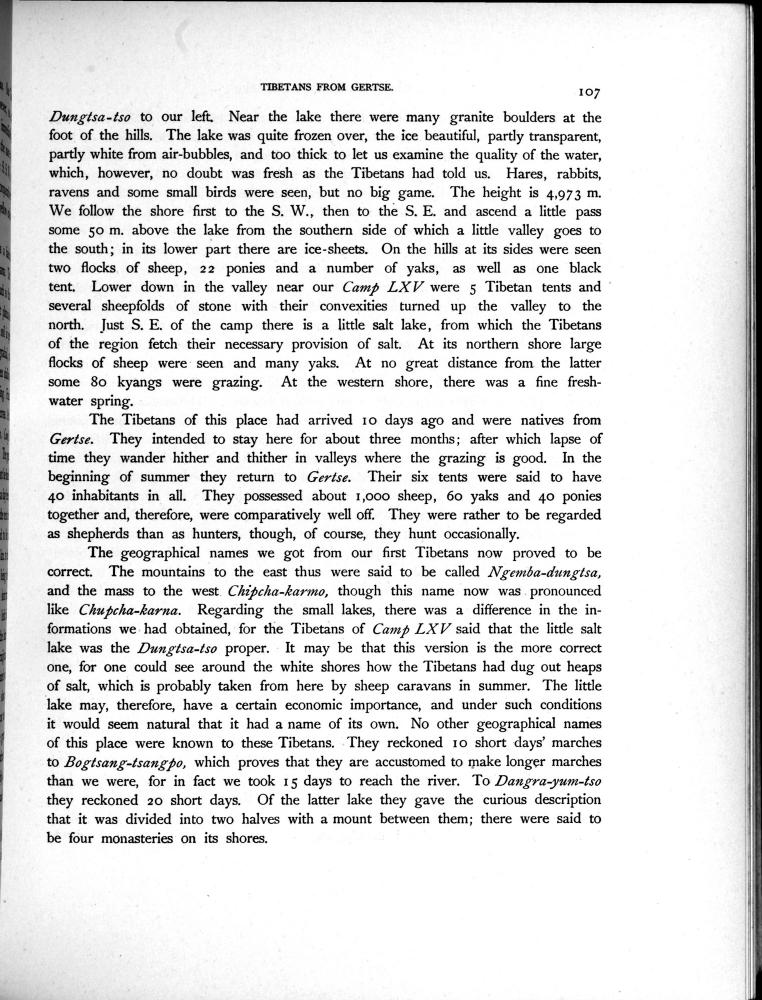 TIBETANS FROM GERTSE.
107
Dungtsa-tso to our left. Near the lake there were many granite boulders at the
foot of the hills. The lake was quite frozen over, the ice beautiful, partly transparent,
partly white from air-bubbles, and too thick to let us examine the quality of the water,
which, however, no doubt was fresh as the Tibetans had told us. Hares, rabbits,
ravens and some small birds were seen, but no big game. The height is 4,973 m.
We follow the shore first to the S. W., then to the S. E. and ascend a little pass
some 50 m. above the lake from the southern side of which a little valley goes to
the south; in its lower part there are ice-sheets. On the hills at its sides were seen
two flocks of sheep, 22 ponies and a number of yaks, as well as one black
tent. Lower down in the valley near our Camp LXV were 5 Tibetan tents and
several sheepfolds of stone with their convexities turned up the valley to the
north. Just S. E. of the camp there is a little salt lake, from which the Tibetans
of the region fetch their necessary provision of salt. At its northern shore large
flocks of sheep were seen and many yaks. At no great distance from the latter
some 80 kyangs were grazing. At the western shore, there was a fine fresh-
water spring.
The Tibetans of this place had arrived 10 days ago and were natives from
Gertse. They intended to stay here for about three months; after which lapse of
time they wander hither and thither in valleys where the grazing is good. In the
beginning of summer they return to Gertse. Their six tents were said to have
40 inhabitants in all. They possessed about 1,000 sheep, 60 yaks and 40 ponies
together and, therefore, were comparatively well off. They were rather to be regarded
as shepherds than as hunters, though, of course, they hunt occasionally.
The geographical names we got from our first Tibetans now proved to be
correct. The mountains to the east thus were said to be called Ngemba-dungtsa,
and the mass to the west Chipcha-karmo, though this name now was pronounced
like Chupcha-karna. Regarding the small lakes, there was a difference in the in-
formations we had obtained, for the Tibetans of Camp LXV said that the little salt
lake was the Dungtsa-tso proper. It may be that this version is the more correct
one, for one could see around the white shores how the Tibetans had dug out heaps
of salt, which is probably taken from here by sheep caravans in summer. The little
lake may, therefore, have a certain economic importance, and under such conditions
it would seem natural that it had a name of its own. No other geographical names
of this place were known to these Tibetans. They reckoned 10 short days' marches
to Bogtsang-tsangpo, which proves that they are accustomed to make longer marches
than we were, for in fact we took 15 days to reach the river. To Dangra-yum-tso
they reckoned 20 short days. Of the latter lake they gave the curious description
that it was divided into two halves with a mount between them; there were said to
be four monasteries on its shores.